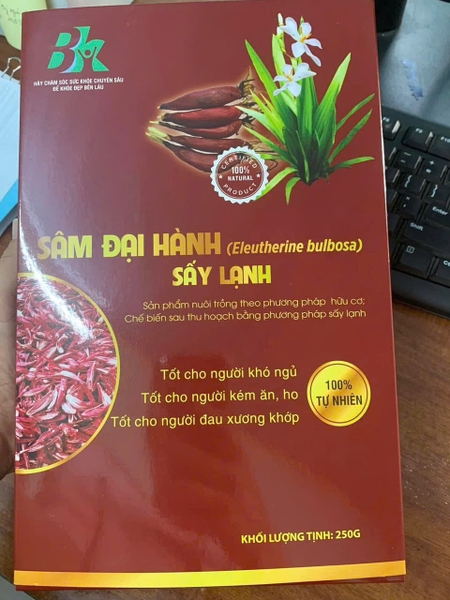 BJK
HÃY CHĂM SÓC SỨC KHỎE CHUYÊN SÂU
ĐỂ KHỎE ĐẸP BỀN LÂU
CERTIFIED
100%
NATURAL
PRODUCT
SÂM ĐẠI HÀNH (Eleutherine bulbosa)
SẤY LẠNH
Sản phẩm nuôi trồng theo phương pháp hữu cơ;
Chế biến sau thu hoạch bằng phương pháp sấy lạnh
Tốt cho người khó ngủ
Tốt cho người kém ăn, ho
Tốt cho người đau xương khớp
100%
TỰ NHIÊN
KHỐI LƯỢNG TỊNH: 250G